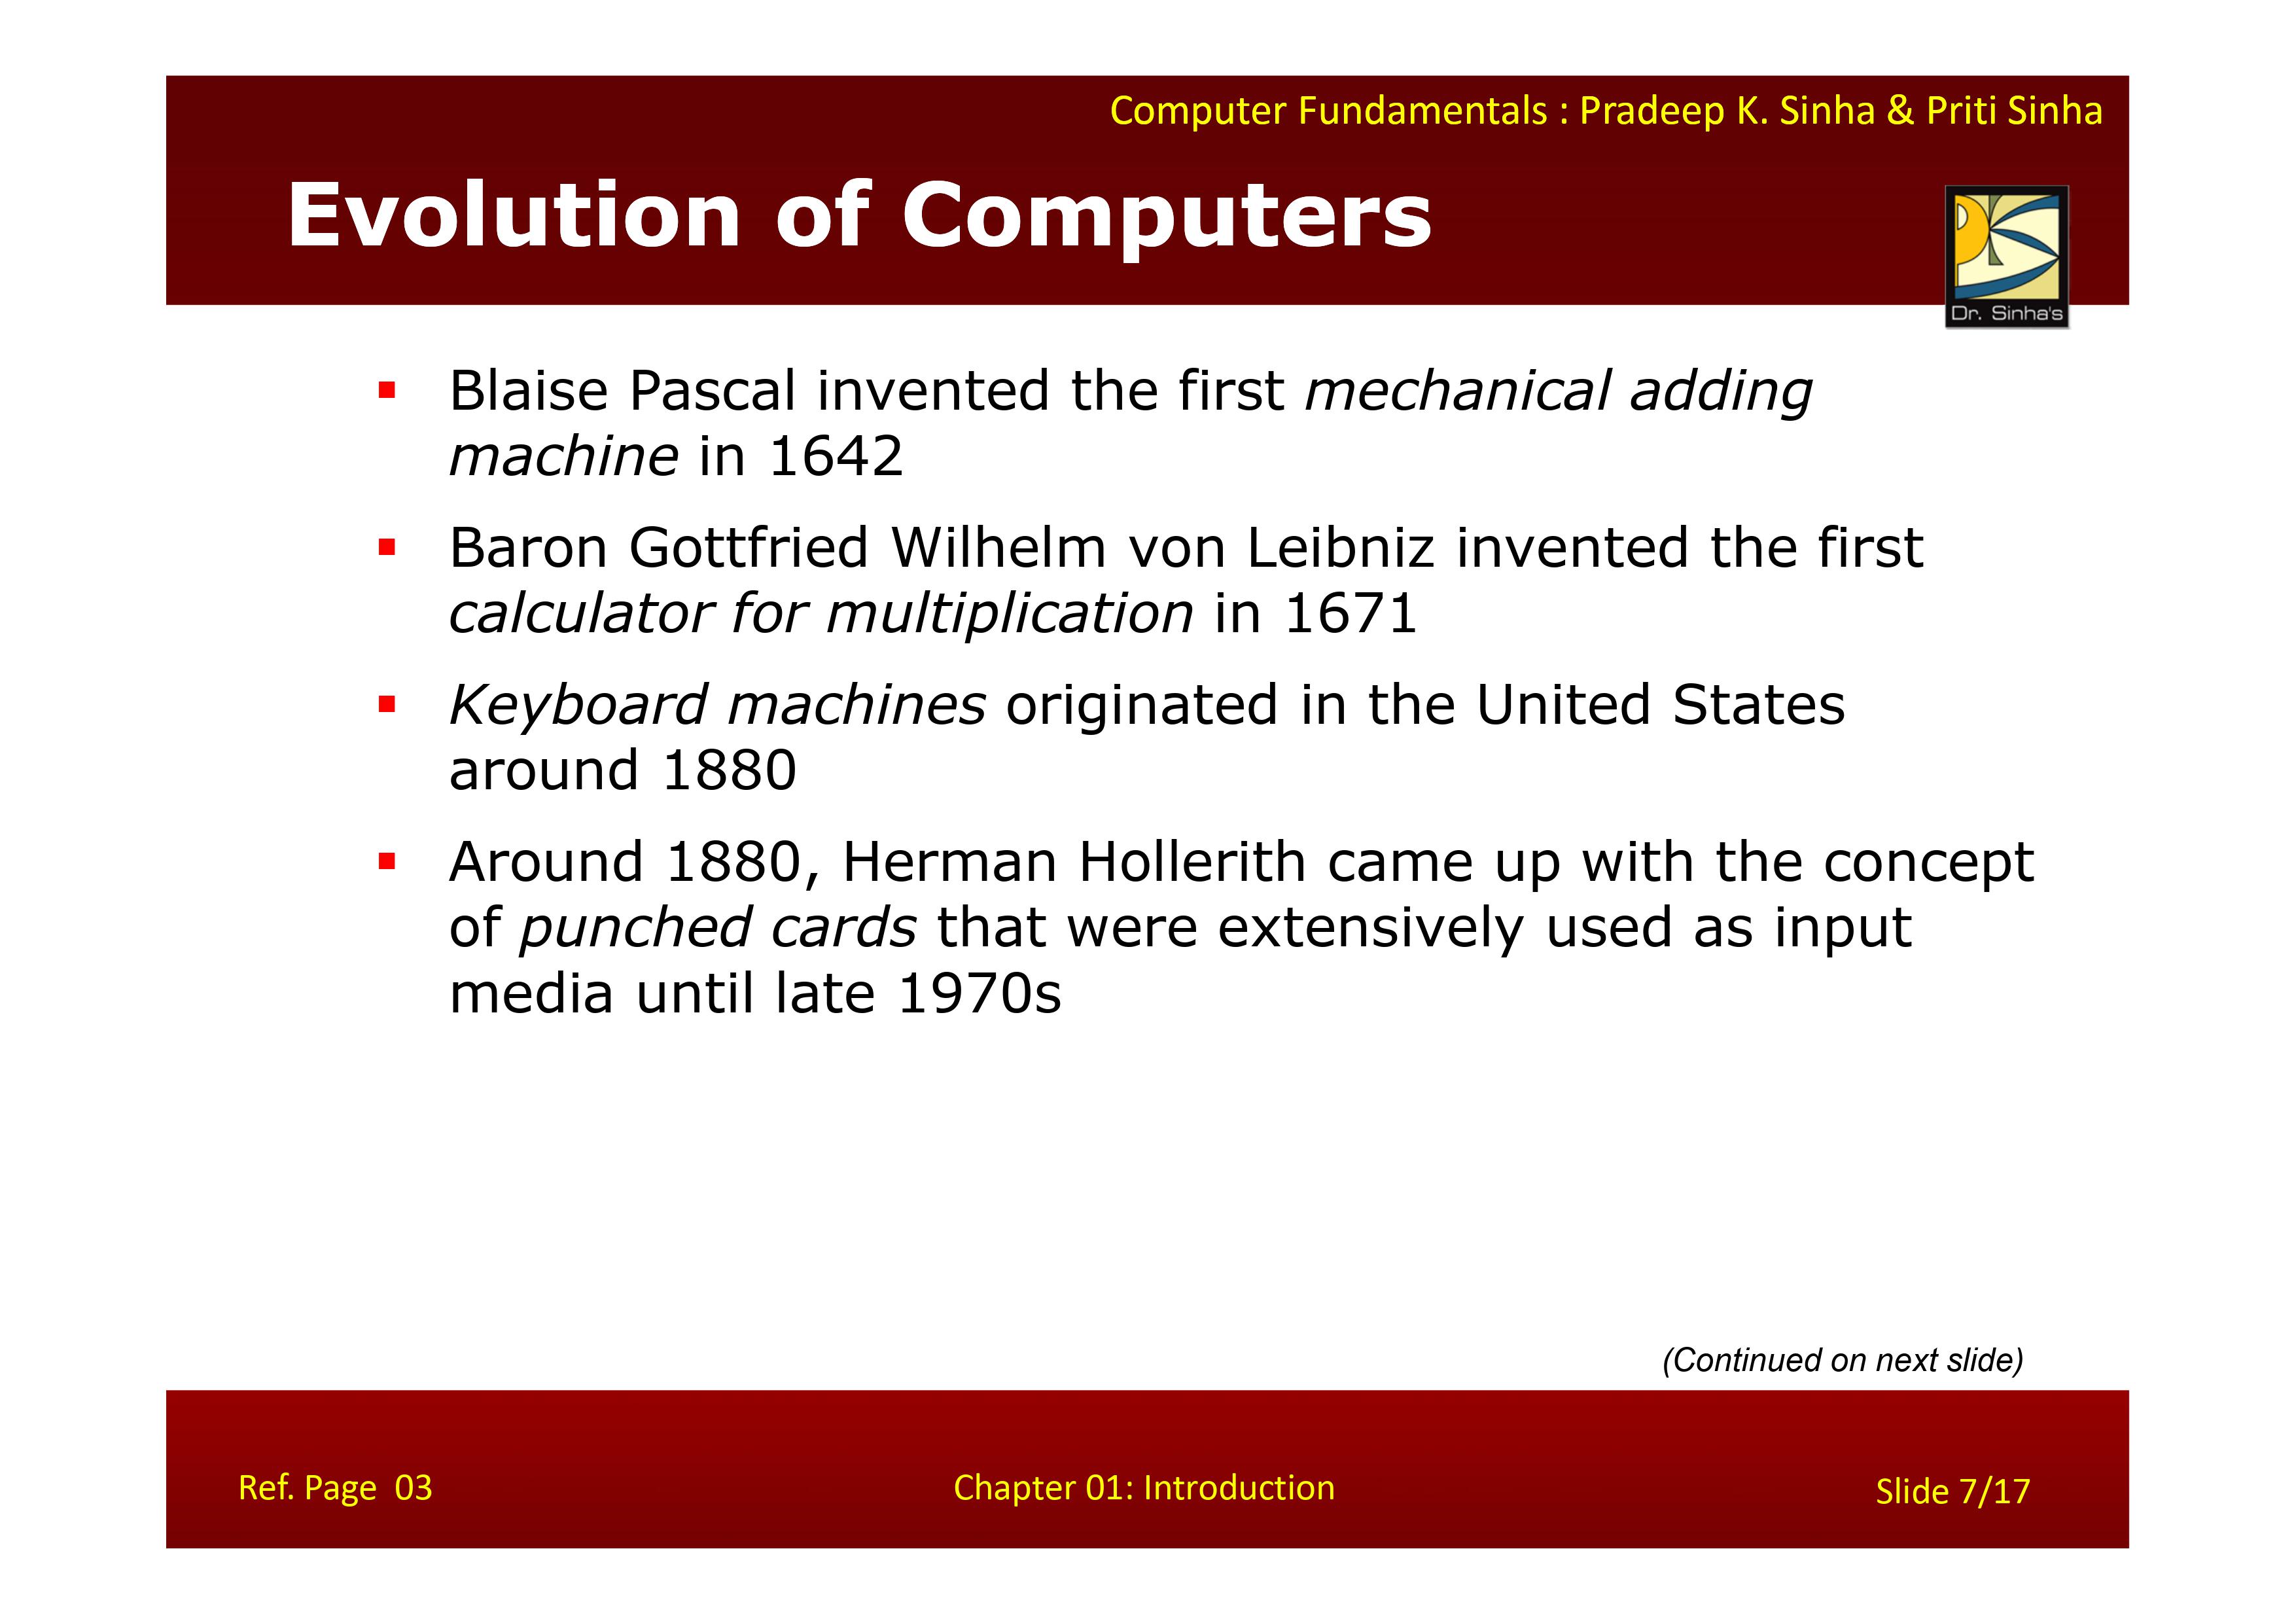 Computer Fundamentals : Pradeep K. Sinha & Priti Sinha
Evolution of Computers
Dr. Sinha's
▪ Blaise Pascal invented the first mechanical adding
machine in 1642
▪ Baron Gottfried Wilhelm von Leibniz invented the first
calculator for multiplication in 1671
▪ Keyboard machines originated in the United States
around 1880
▪ Around 1880, Herman Hollerith came up with the concept
of punched cards that were extensively used as input
media until late 1970s
(Continued on next slide)
Ref. Page 03
Chapter 01: Introduction
Slide 7/17